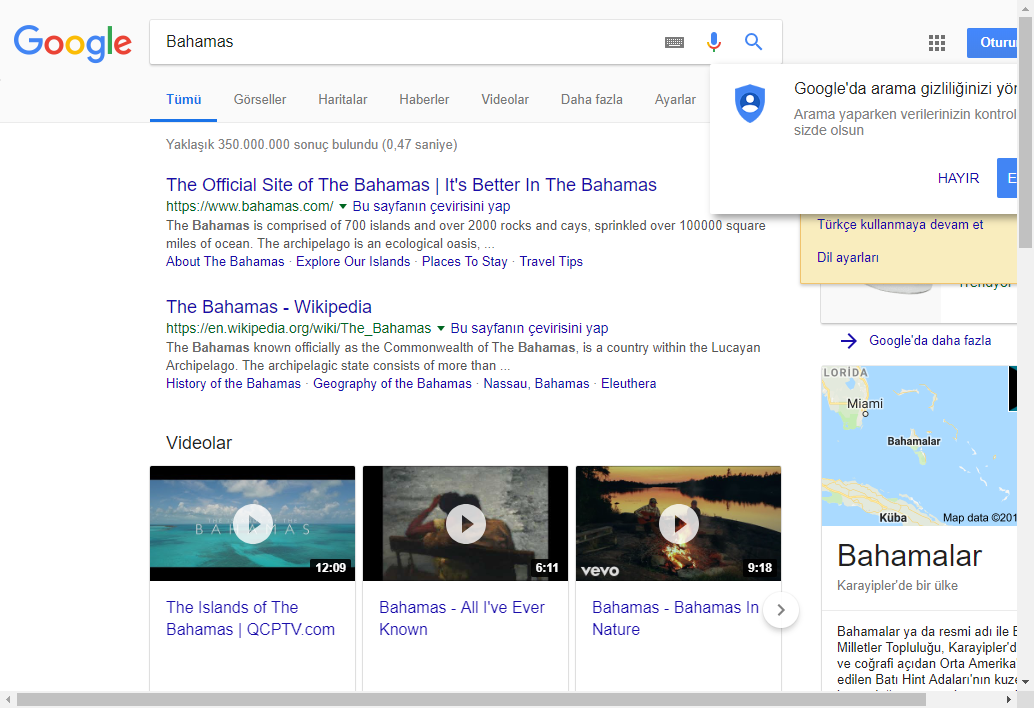 Google
Bahamas
Oturu
Tümü
Görseller
Haritalar
Haberler
Videolar
Daha fazla
Ayarlar
Google'da arama gizliliğinizi yön
Arama yaparken verilerinizin kontrol
sizde olsun
HAYIR
E
Yaklaşık 350.000.000 sonuç bulundu (0,47 saniye)
The Official Site of The Bahamas | It's Better In The Bahamas
https://www.bahamas.com/ Bu sayfanın çevirisini yap
The Bahamas is comprised of 700 islands and over 2000 rocks and cays, sprinkled over 100000 square
miles of ocean. The archipelago is an ecological oasis, ...
About The Bahamas · Explore Our Islands · Places To Stay · Travel Tips
The Bahamas - Wikipedia
https://en.wikipedia.org/wiki/The_Bahamas Bu sayfanın çevirisini yap
The Bahamas known officially as the Commonwealth of The Bahamas, is a country within the Lucayan
Archipelago. The archipelagic state consists of more than ...
History of the Bahamas · Geography of the Bahamas · Nassau, Bahamas · Eleuthera
Videolar
BAHAMAS
12:09
6:11
vevo
9:18
The Islands of The
Bahamas | QCPTV.com
Bahamas - All I've Ever
Known
Bahamas - Bahamas In
Nature
Türkçe kullanmaya devam et
Dil ayarları
Trendyol
Google'da daha fazla
LORİDA
Miami
Bahamalar
Küba
Map data ©201
Bahamalar
Karayipler'de bir ülke
Bahamalar ya da resmi adı ile B
Milletler Topluluğu, Karayipler'd
ve coğrafi açıdan Orta Amerika
edilen Batı Hint Adaları'nın kuze